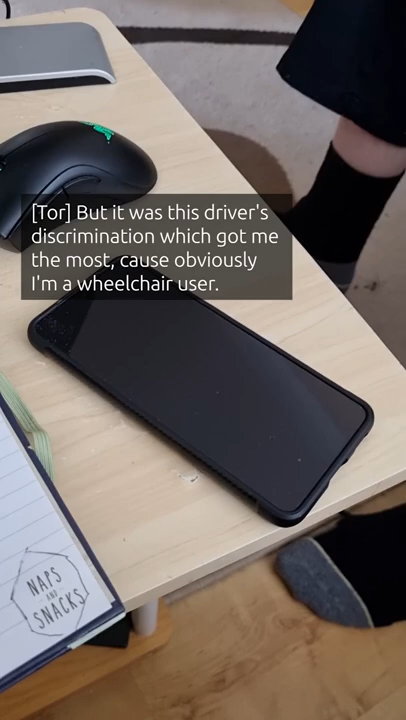 [Tor] But it was this driver's
discrimination which got me
the most, cause obviously
I'm a wheelchair user.
NAPS
AND
SNACKS